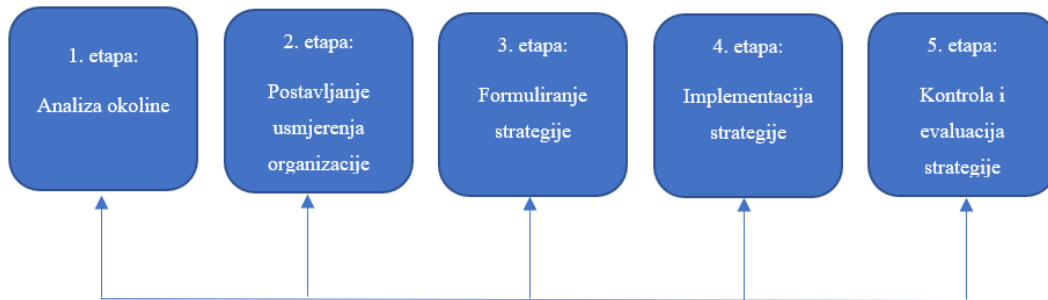 1. etapa:
Analiza okoline
2. etapa:
Postavljanje
usmjerenja
organizacije
3. etapa:
Formuliranje
strategije
4. etapa:
Implementacija
strategije
5. etapa:
Kontrola i
evaluacija
strategije